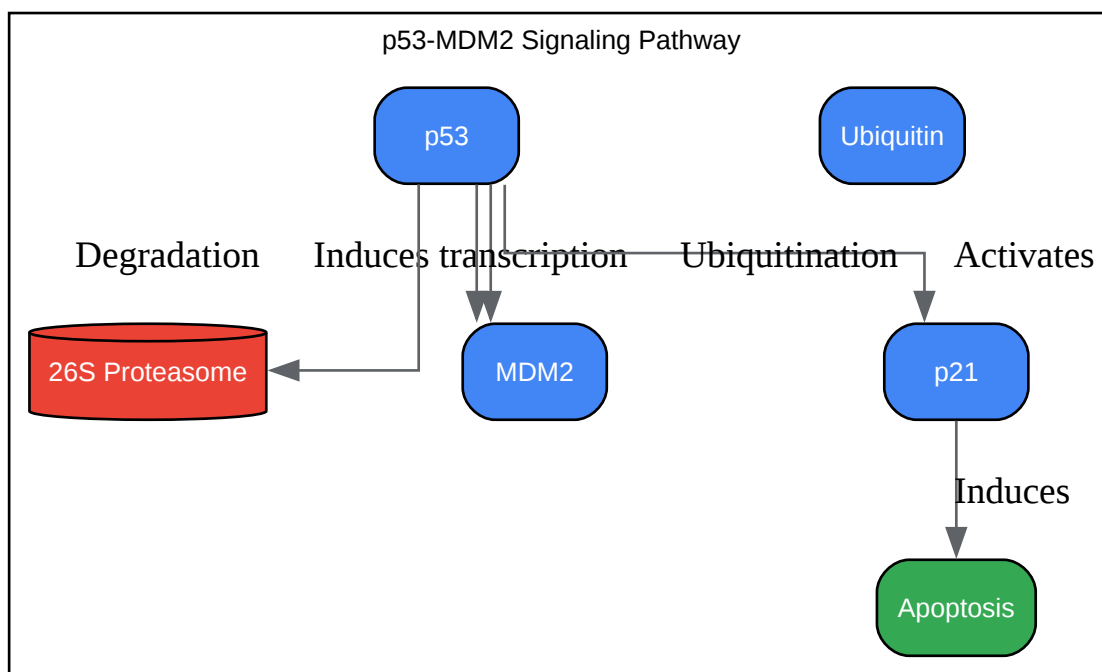 p53-MDM2 Signaling Pathway
p53
Ubiquitin
Degradation
Induces transcription
Ubiquitination
Activates
26S Proteasome
MDM2
p21
Induces
Apoptosis